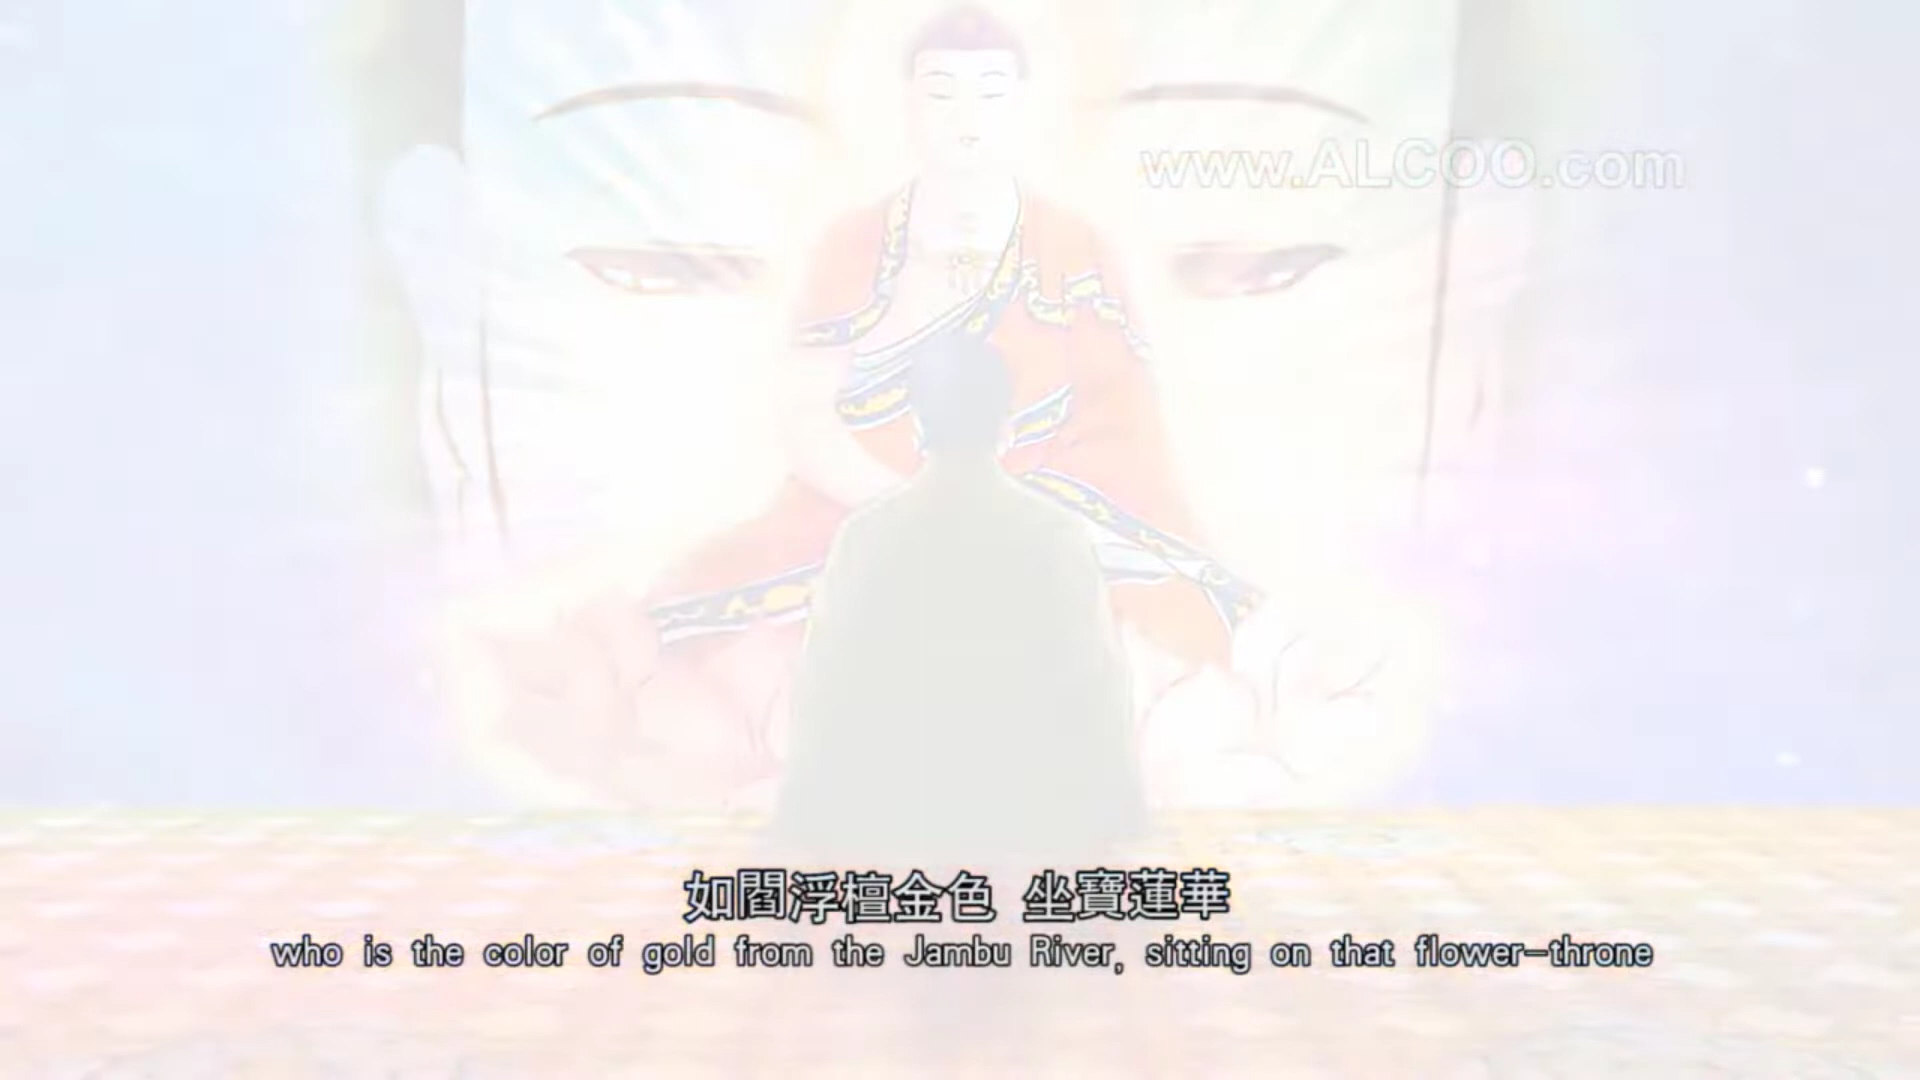 www.ALCOO.com
如閻浮檀金色 坐寶蓮華
who is the color of gold from the Jambu River, sitting on that flower-throne